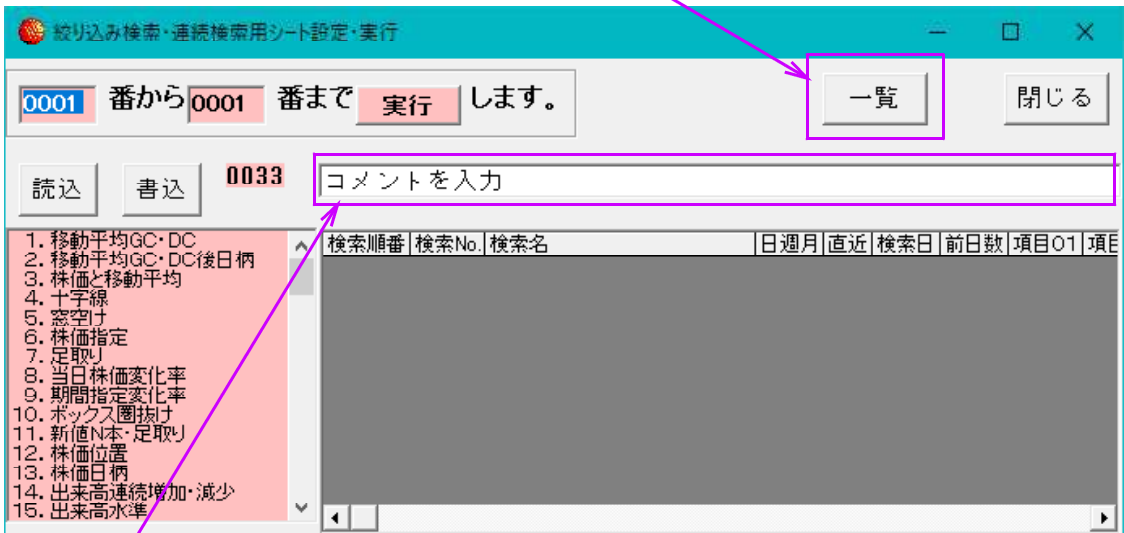 絞り込み検索・連続検索用シート設定・実行
0001 番から 0001 番まで 実行 します。
一覧
閉じる
読込
書込
0033
コメントを入力
1. 移動平均GC・DC
2. 移動平均GC・DC後日柄
3. 株価と移動平均
4. 十字線
5. 窓空け
6. 株価指定
7. 足取り
8. 当日株価変化率
9. 期間指定変化率
10. ボックス圏抜け
11. 新値N本・足取り
12. 株価位置
13. 株価日柄
14. 出来高連続増加・減少
15. 出来高水準
検索順番 検索No. 検索名 日週月 直近 検索日 前日数 項目01 項目